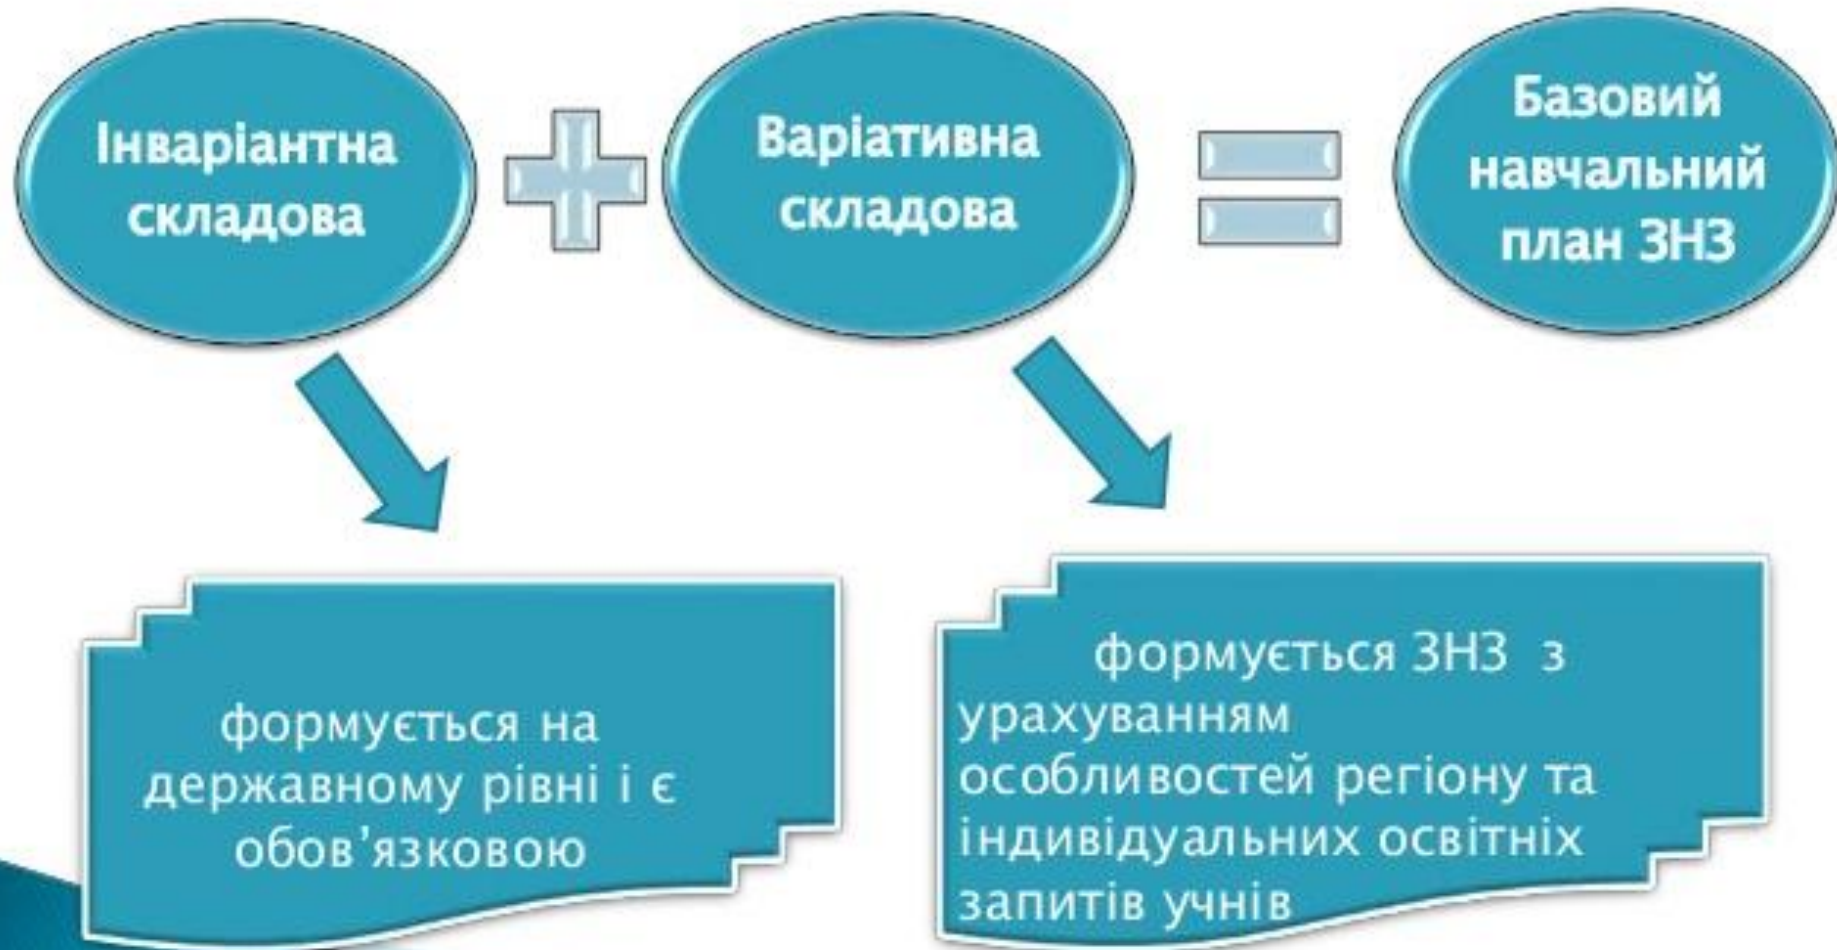 Інваріантна
складова
Варіативна
складова
Базовий
навчальний
план ЗНЗ
формується на
державному рівні і є
обов’язковою
формується ЗНЗ з
урахуванням
особливостей регіону та
індивідуальних освітніх
запитів учнів